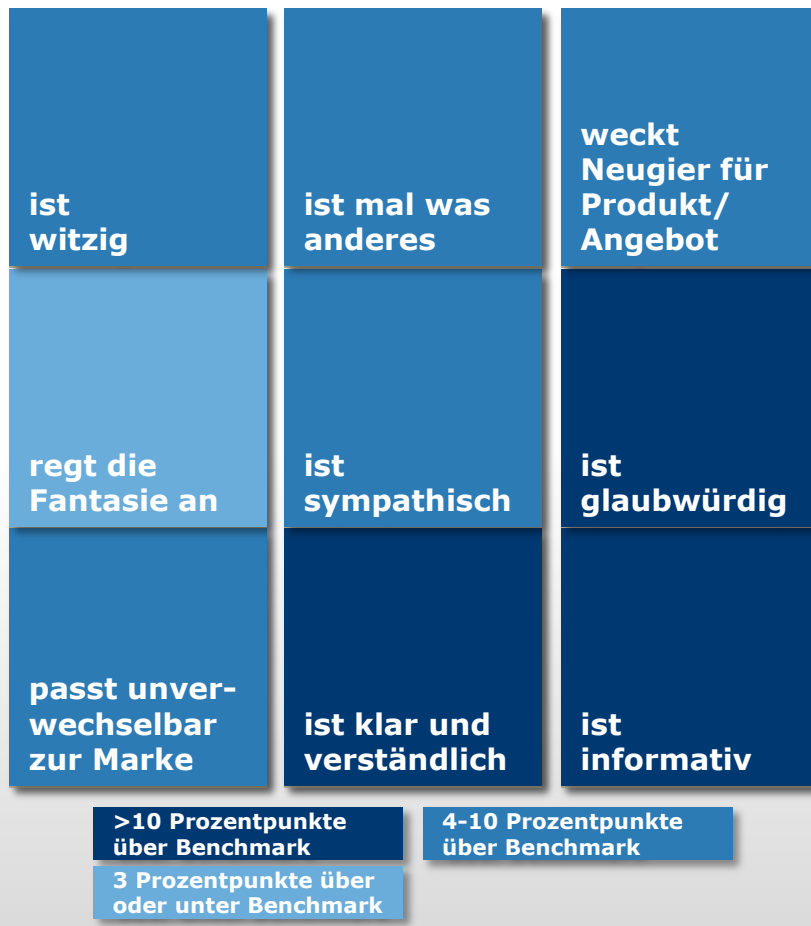 ist
witzig
ist mal was
anderes
weckt
Neugier für
Produkt/
Angebot
regt die
Fantasie an
ist
sympathisch
ist
glaubwürdig
passt unver-
wechselbar
zur Marke
ist klar und
verständlich
ist
informativ
>10 Prozentpunkte
über Benchmark
4-10 Prozentpunkte
über Benchmark
3 Prozentpunkte über
oder unter Benchmark